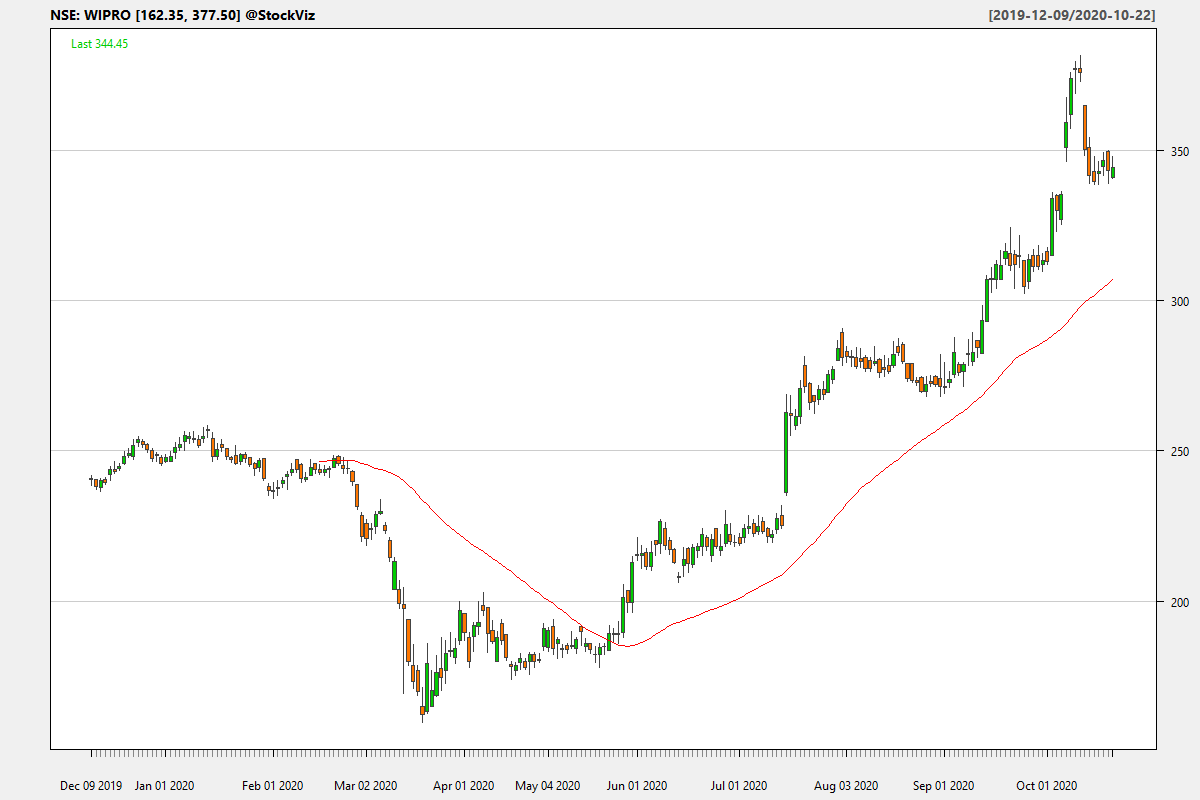 NSE: WIPRO [162.35, 377.50] @StockViz
[2019-12-09/2020-10-22]
Last 344.45
350
300
250
200
Dec 09 2019 Jan 01 2020 Feb 02 2020 Mar 02 2020 Apr 01 2020 May 04 2020 Jun 01 2020 Jul 01 2020 Aug 03 2020 Sep 01 2020 Oct 01 2020